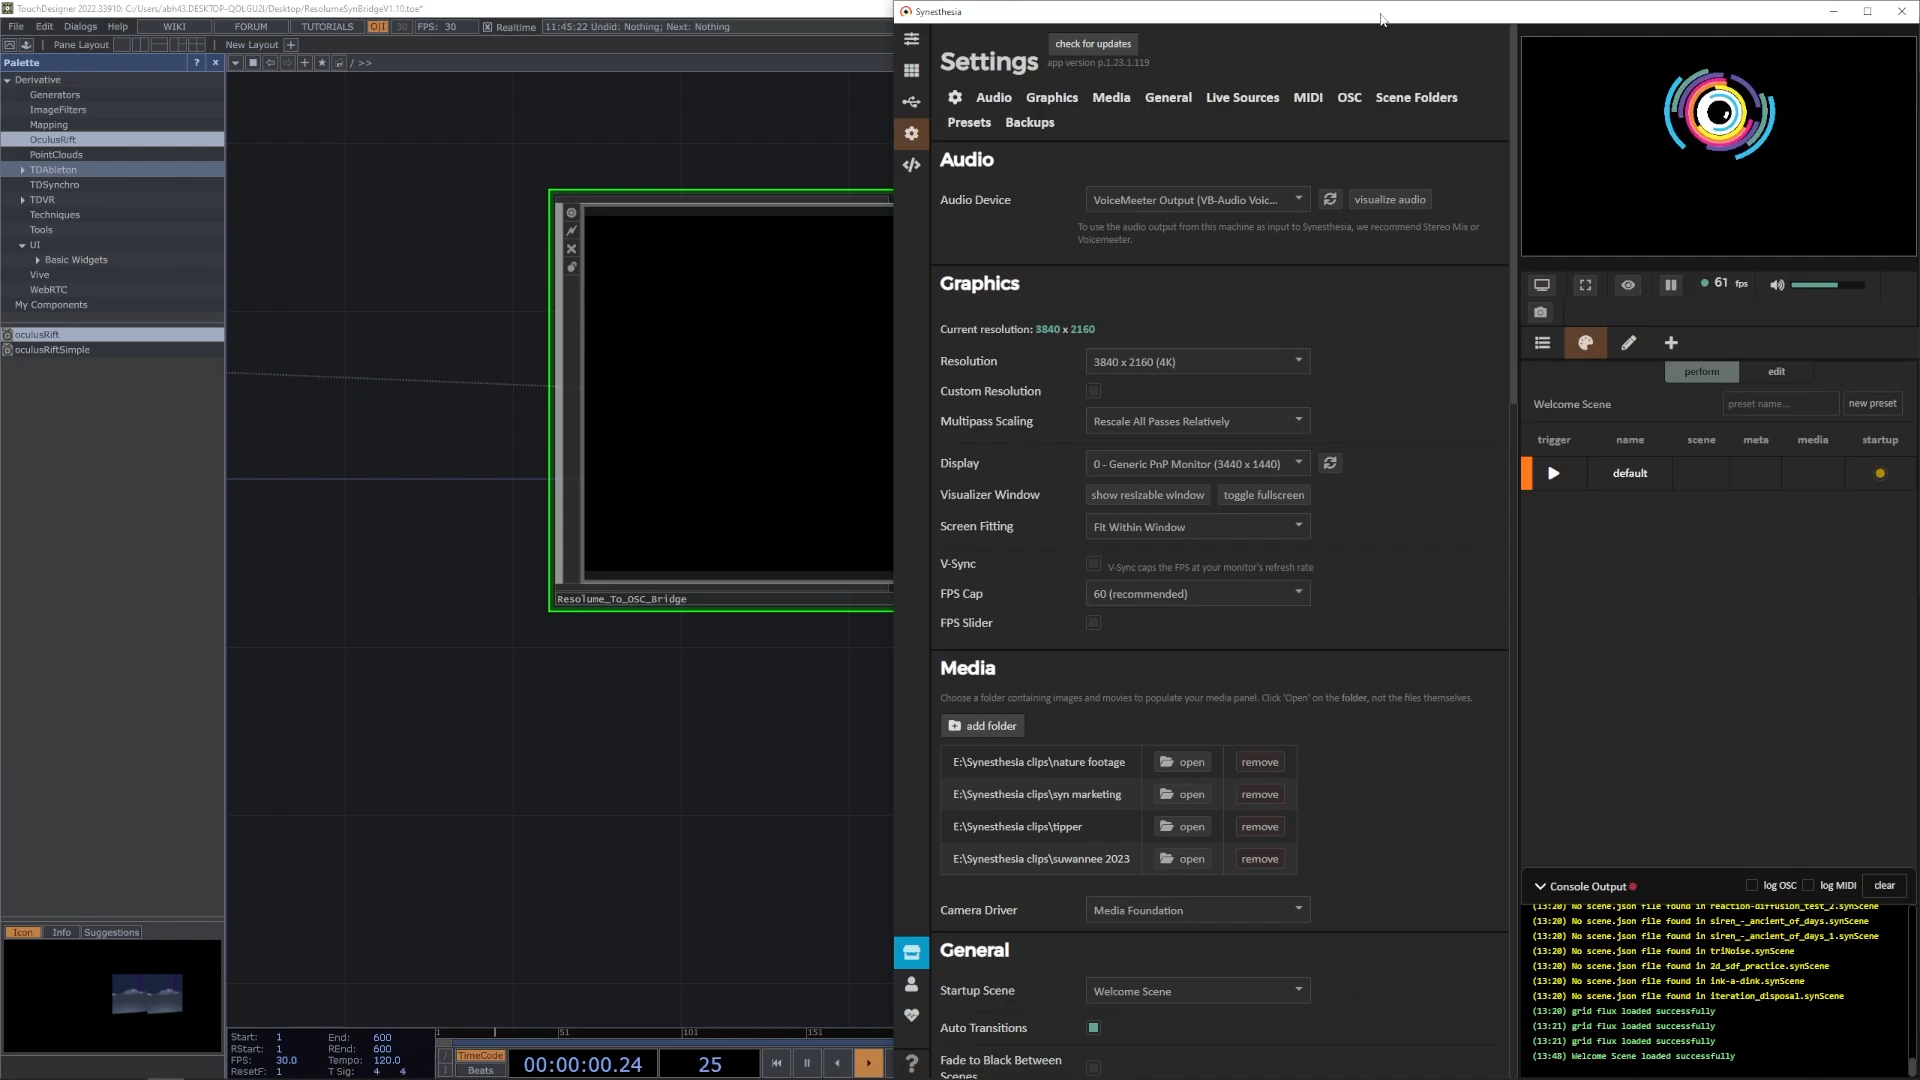 TouchDesigner 2022.33910: C:/Users/abh43.DESKTOP-QOLGU2I/Desktop/ResolumeSynBridgeV1.10.toe*
File Edit Dialogs Help WIKI FORUM TUTORIALS O|I 30 FPS: 30 Realtime 11:45:22 Undid: Nothing; Next: Nothing
Pane Layout New Layout +
Palette ? x / >>
Derivative
Generators
ImageFilters
Mapping
OculusRift
PointClouds
TDAbleton
TDSynchro
TDVR
Techniques
Tools
UI
Basic Widgets
Vive
WebRTC
My Components
oculusRift
oculusRiftSimple
Icon Info Suggestions
Resolume_To_OSC_Bridge
Start: 1 End: 600
RStart: 1 REnd: 600
FPS: 30.0 Tempo: 120.0
ResetF: 1 T Sig: 4 4
1 51 101 151
TimeCode
Beats
00:00:00.24 25
Synesthesia
Settings
check for updates
app version p.1.23.1.119
Audio Graphics Media General Live Sources MIDI OSC Scene Folders
Presets Backups
Audio
Audio Device VoiceMeeter Output (VB-Audio Voic... visualize audio
To use the audio output from this machine as input to Synesthesia, we recommend Stereo Mix or
Voicemeeter.
Graphics
Current resolution: 3840 x 2160
Resolution 3840 x 2160 (4K)
Custom Resolution
Multipass Scaling Rescale All Passes Relatively
Display 0 - Generic PnP Monitor (3440 x 1440)
Visualizer Window show resizable window toggle fullscreen
Screen Fitting Fit Within Window
V-Sync V-Sync caps the FPS at your monitor's refresh rate
FPS Cap 60 (recommended)
FPS Slider
Media
Choose a folder containing images and movies to populate your media panel. Click 'Open' on the folder, not the files themselves.
add folder
E:\Synesthesia clips\nature footage open remove
E:\Synesthesia clips\syn marketing open remove
E:\Synesthesia clips\tipper open remove
E:\Synesthesia clips\suwannee 2023 open remove
Camera Driver Media Foundation
General
Startup Scene Welcome Scene
Auto Transitions
Fade to Black Between
Scenes
61 fps
perform edit
Welcome Scene preset name... new preset
trigger name scene meta media startup
default
Console Output log OSC log MIDI clear
(13:20) No scene.json file found in reaction-diffusion_test_2.synScene
(13:20) No scene.json file found in siren_-_ancient_of_days.synScene
(13:20) No scene.json file found in siren_-_ancient_of_days_1.synScene
(13:20) No scene.json file found in triNoise.synScene
(13:20) No scene.json file found in 2d_sdf_practice.synScene
(13:20) No scene.json file found in ink-a-dink.synScene
(13:20) No scene.json file found in iteration_disposal.synScene
(13:20) grid flux loaded successfully
(13:21) grid flux loaded successfully
(13:21) grid flux loaded successfully
(13:48) Welcome Scene loaded successfully